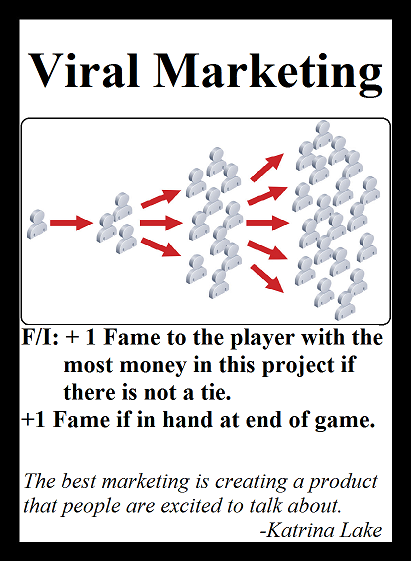 Viral Marketing
F/I: + 1 Fame to the player with the
most money in this project if
there is not a tie.
+1 Fame if in hand at end of game.
The best marketing is creating a product
that people are excited to talk about.
-Katrina Lake